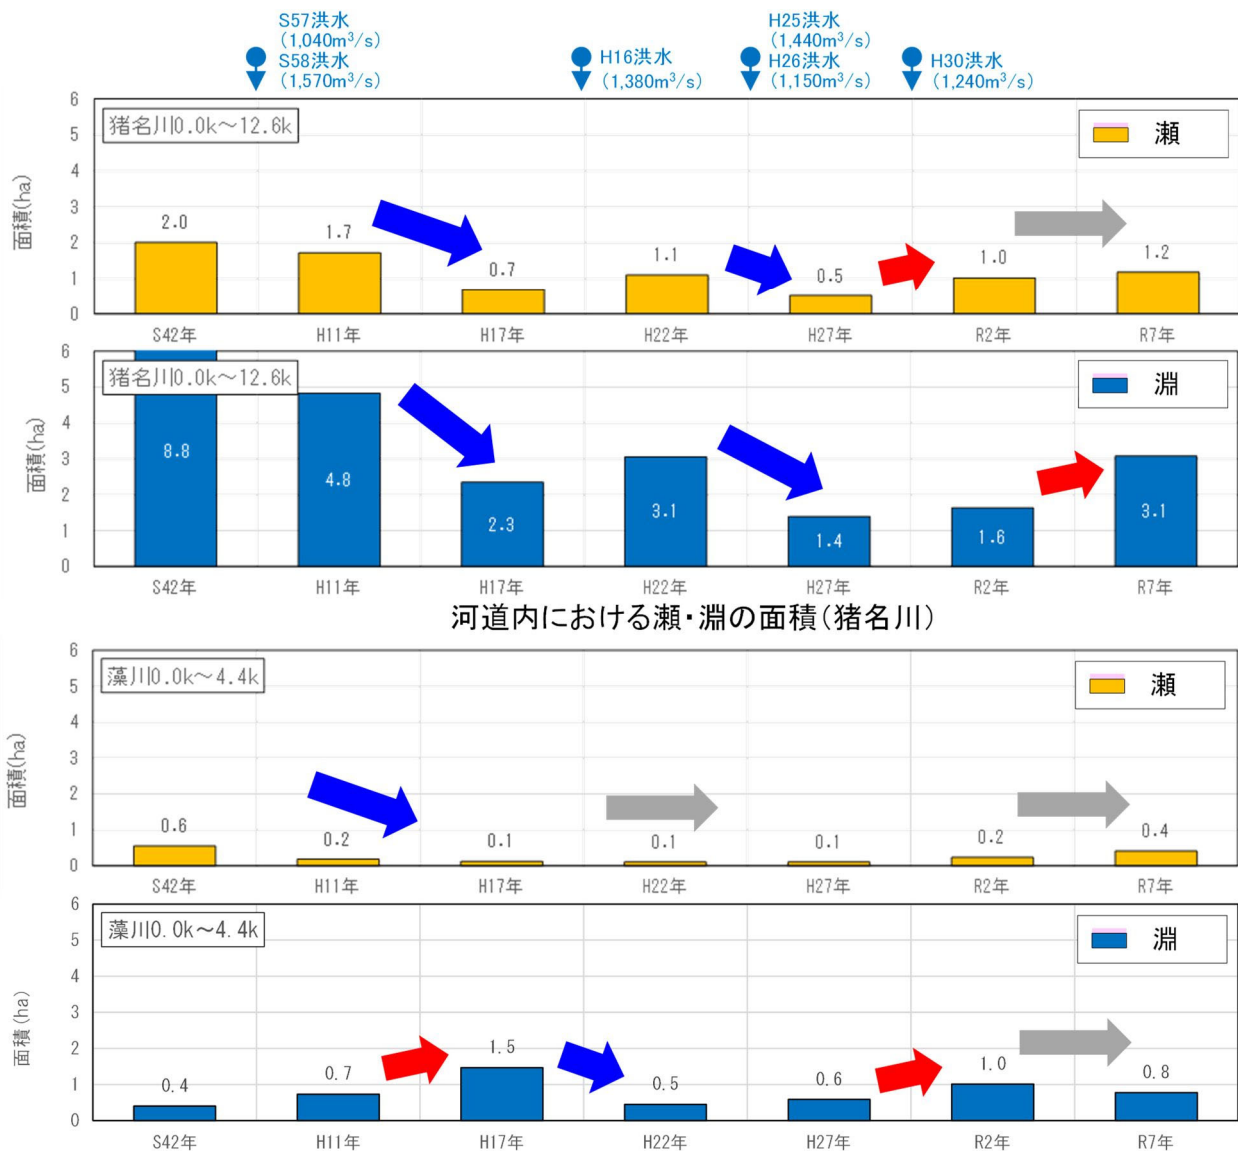 S57洪水
(1,040m³/s)
S58洪水
(1,570m³/s)
H16洪水
(1,380m³/s)
H25洪水
(1,440m³/s)
H26洪水
(1,150m³/s)
H30洪水
(1,240m³/s)
猪名川0.0k～12.6k
瀬
面積(ha)
6
5
4
3
2
1
0
2.0
1.7
0.7
1.1
0.5
1.0
1.2
S42年 H11年 H17年 H22年 H27年 R2年 R7年
猪名川0.0k～12.6k
淵
面積(ha)
6
5
4
3
2
1
0
8.8
4.8
2.3
3.1
1.4
1.6
3.1
S42年 H11年 H17年 H22年 H27年 R2年 R7年
河道内における瀬・淵の面積(猪名川)
藻川0.0k～4.4k
瀬
面積(ha)
6
5
4
3
2
1
0
0.6
0.2
0.1
0.1
0.1
0.2
0.4
S42年 H11年 H17年 H22年 H27年 R2年 R7年
藻川0.0k～4.4k
淵
面積(ha)
6
5
4
3
2
1
0
0.4
0.7
1.5
0.5
0.6
1.0
0.8
S42年 H11年 H17年 H22年 H27年 R2年 R7年